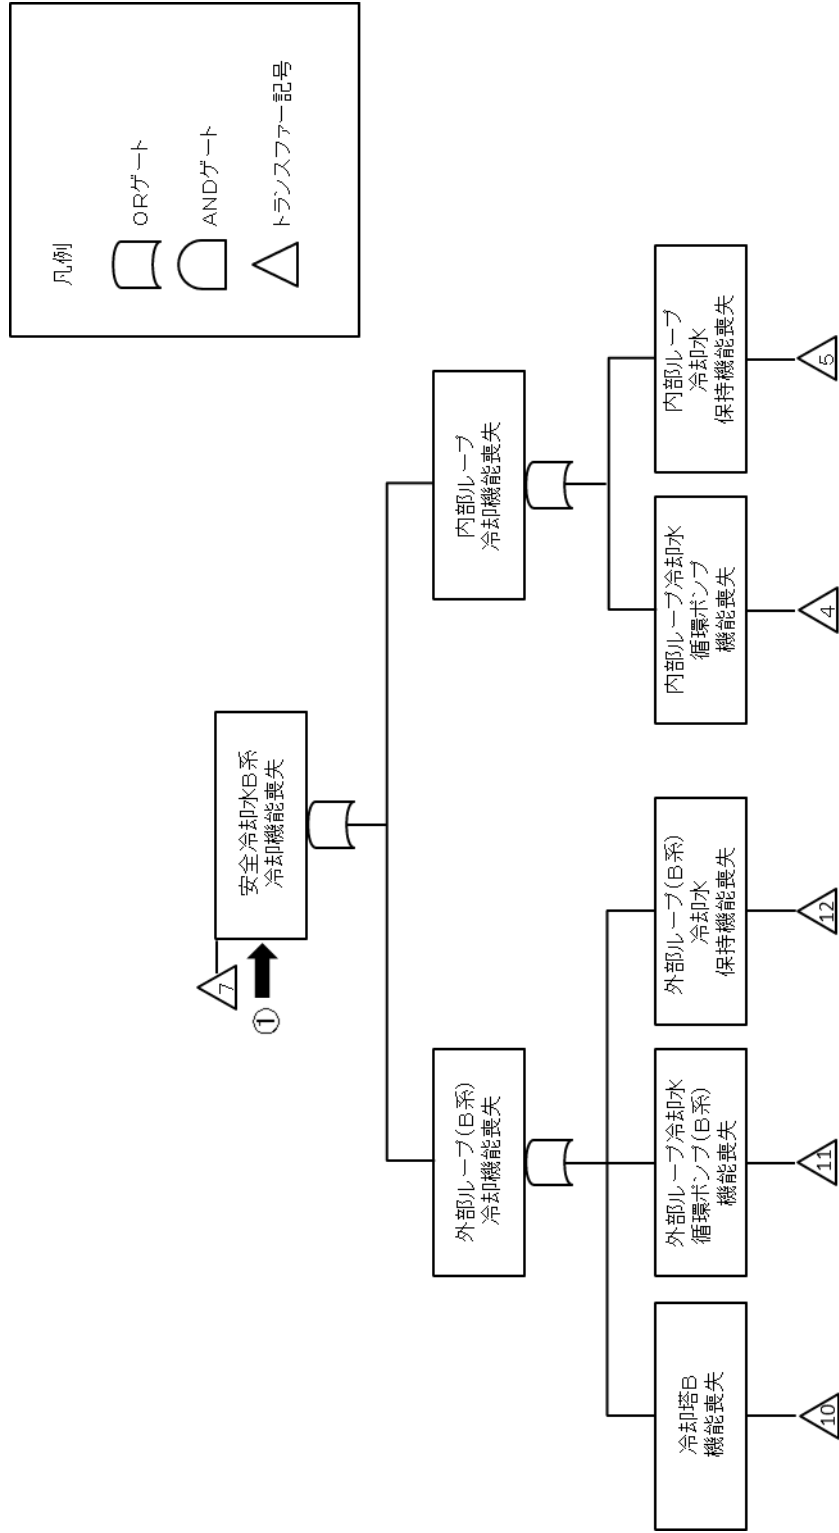 凡例
ORゲート
ANDゲート
トランスファー記号
7
①
安全冷却水B系
冷却機能喪失
外部ループ(B系)
冷却機能喪失
内部ループ
冷却機能喪失
冷却塔B
機能喪失
外部ループ冷却水
循環ポンプ(B系)
機能喪失
外部ループ(B系)
冷却水
保持機能喪失
内部ループ冷却水
循環ポンプ
機能喪失
内部ループ
冷却水
保持機能喪失
10
11
12
4
5